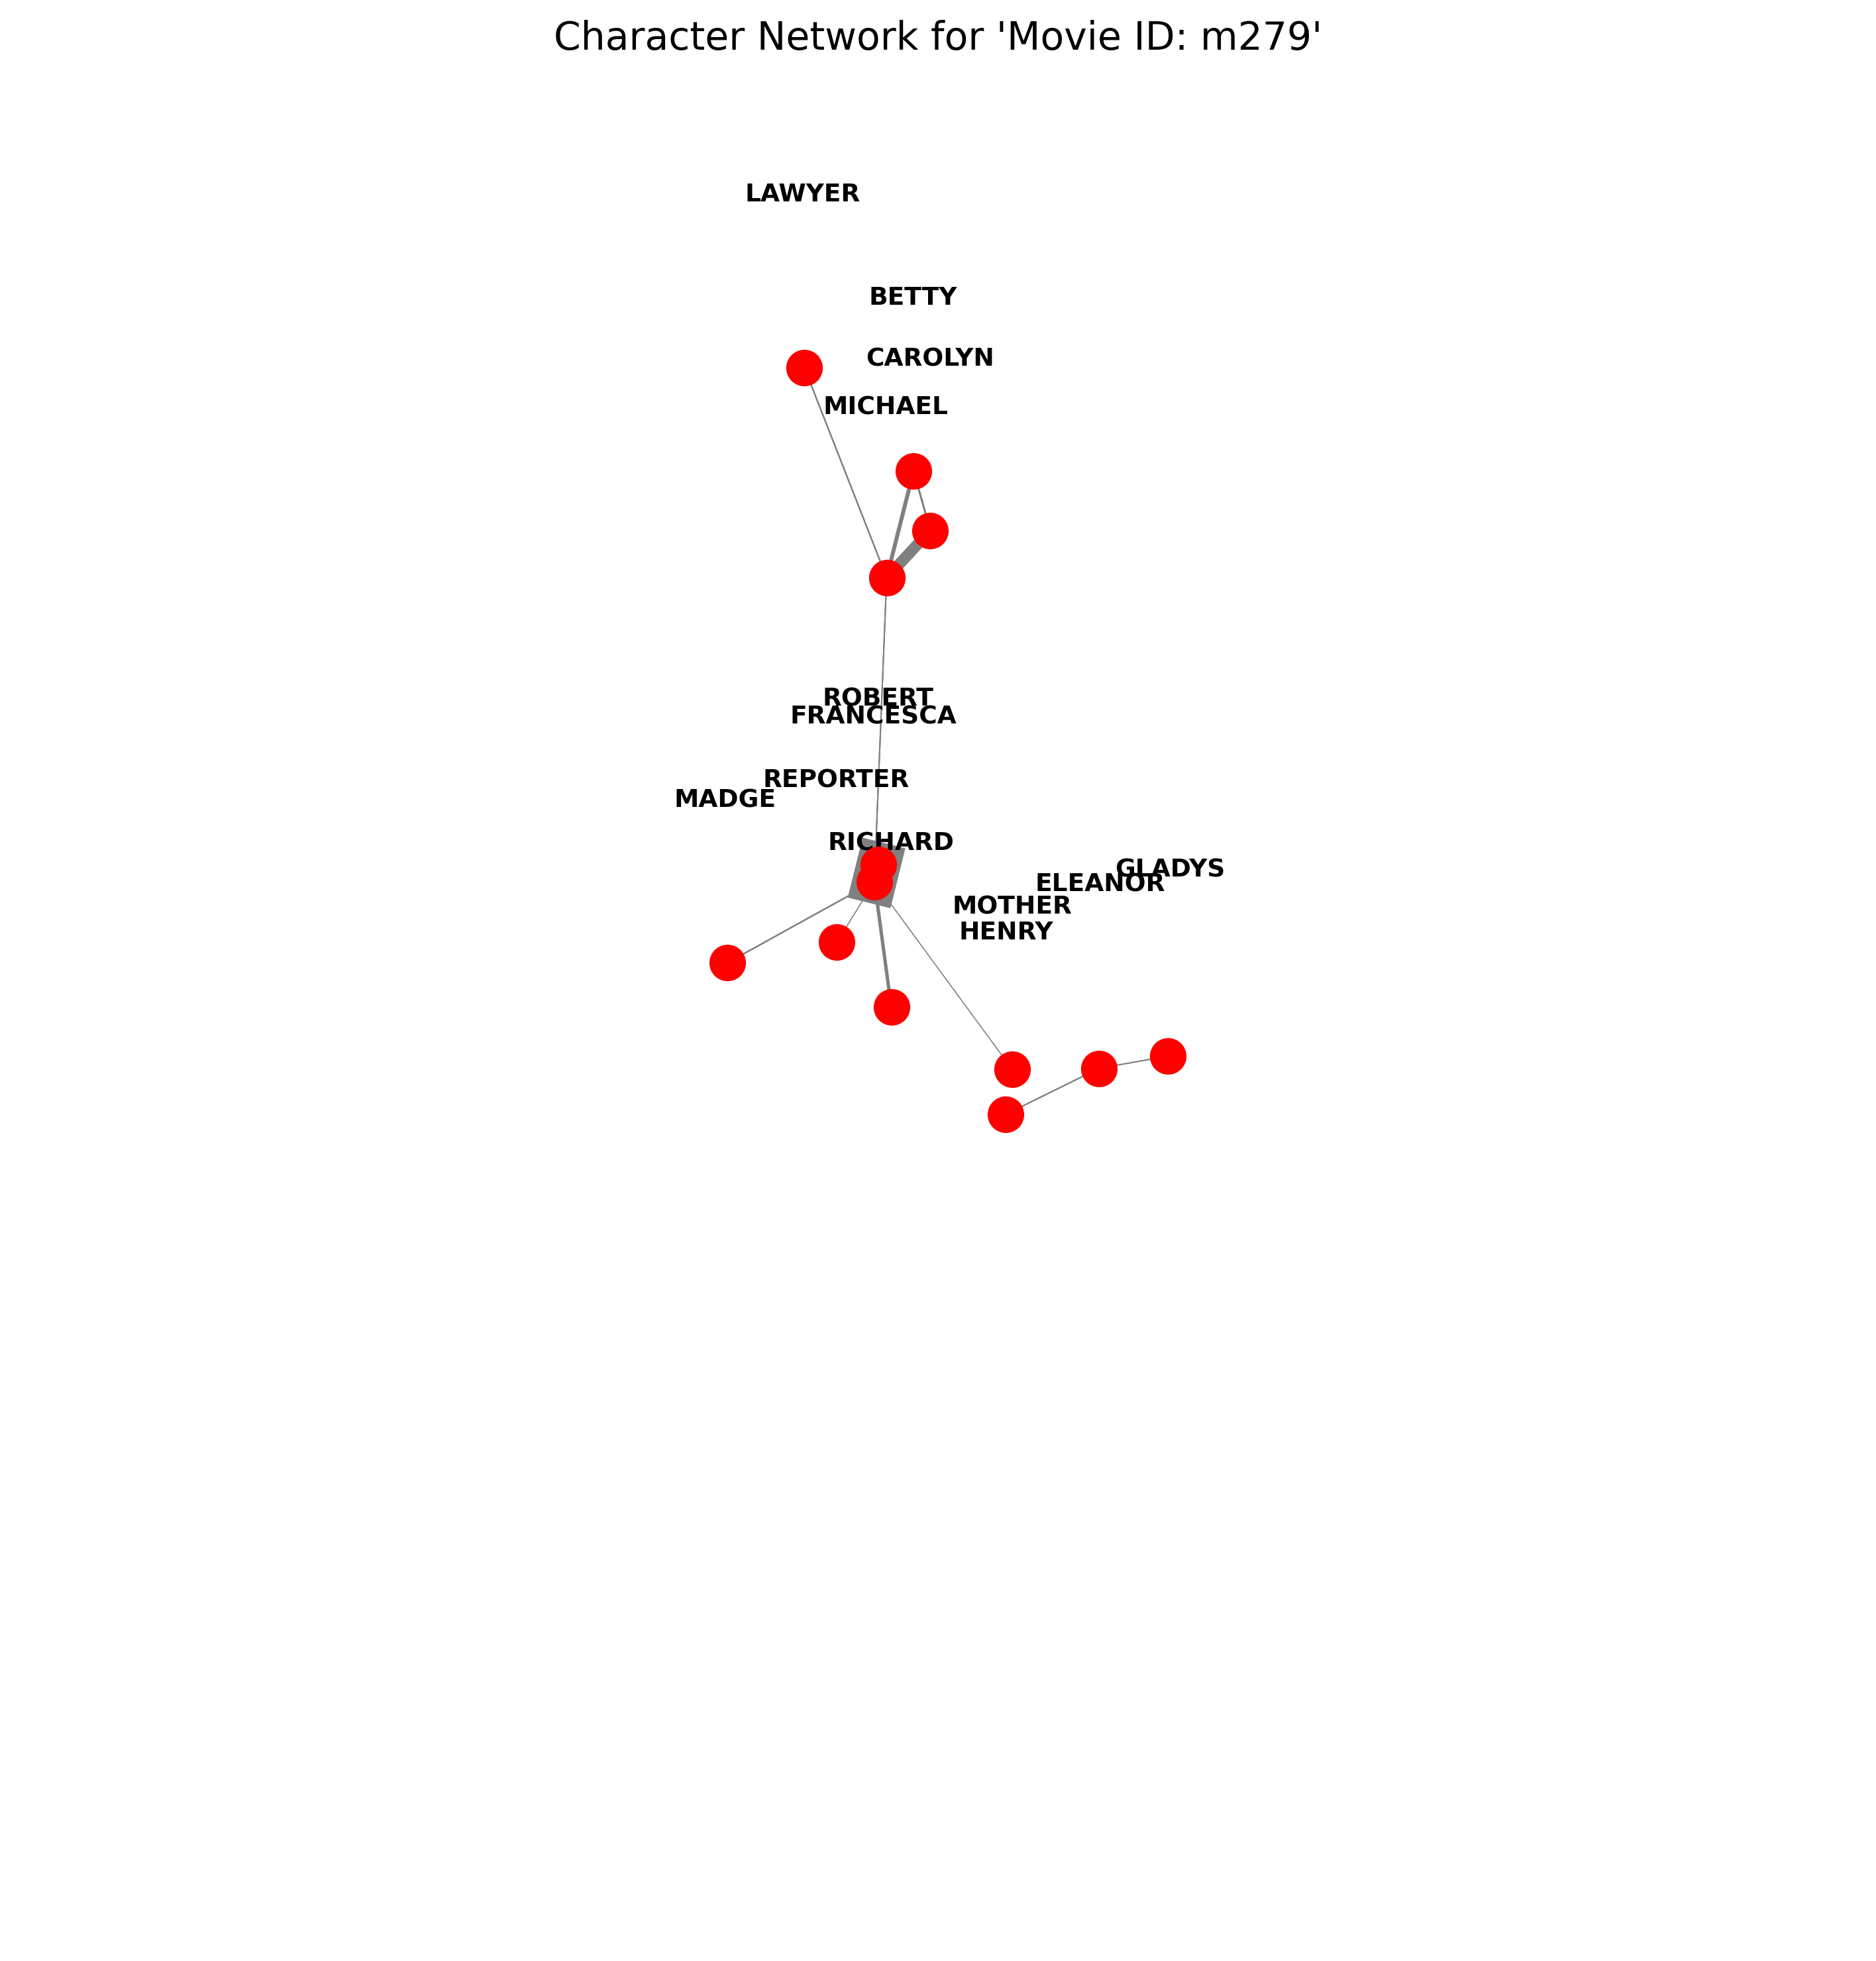 Character Network for 'Movie ID: m279'
LAWYER
BETTY
CAROLYN
MICHAEL
ROBERT
FRANCESCA
REPORTER
MADGE
RICHARD
GLADYS
ELEANOR
MOTHER
HENRY